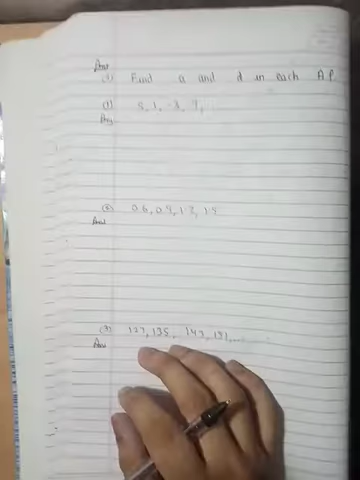 Ans
(1) Find a and d in each A.P.
(1) 5, 1, -3, 7,
Ans
(2) 0.6, 0.9, 1.2, 1.5
Ans
(3) 127, 135, 143, 151,...
Ans